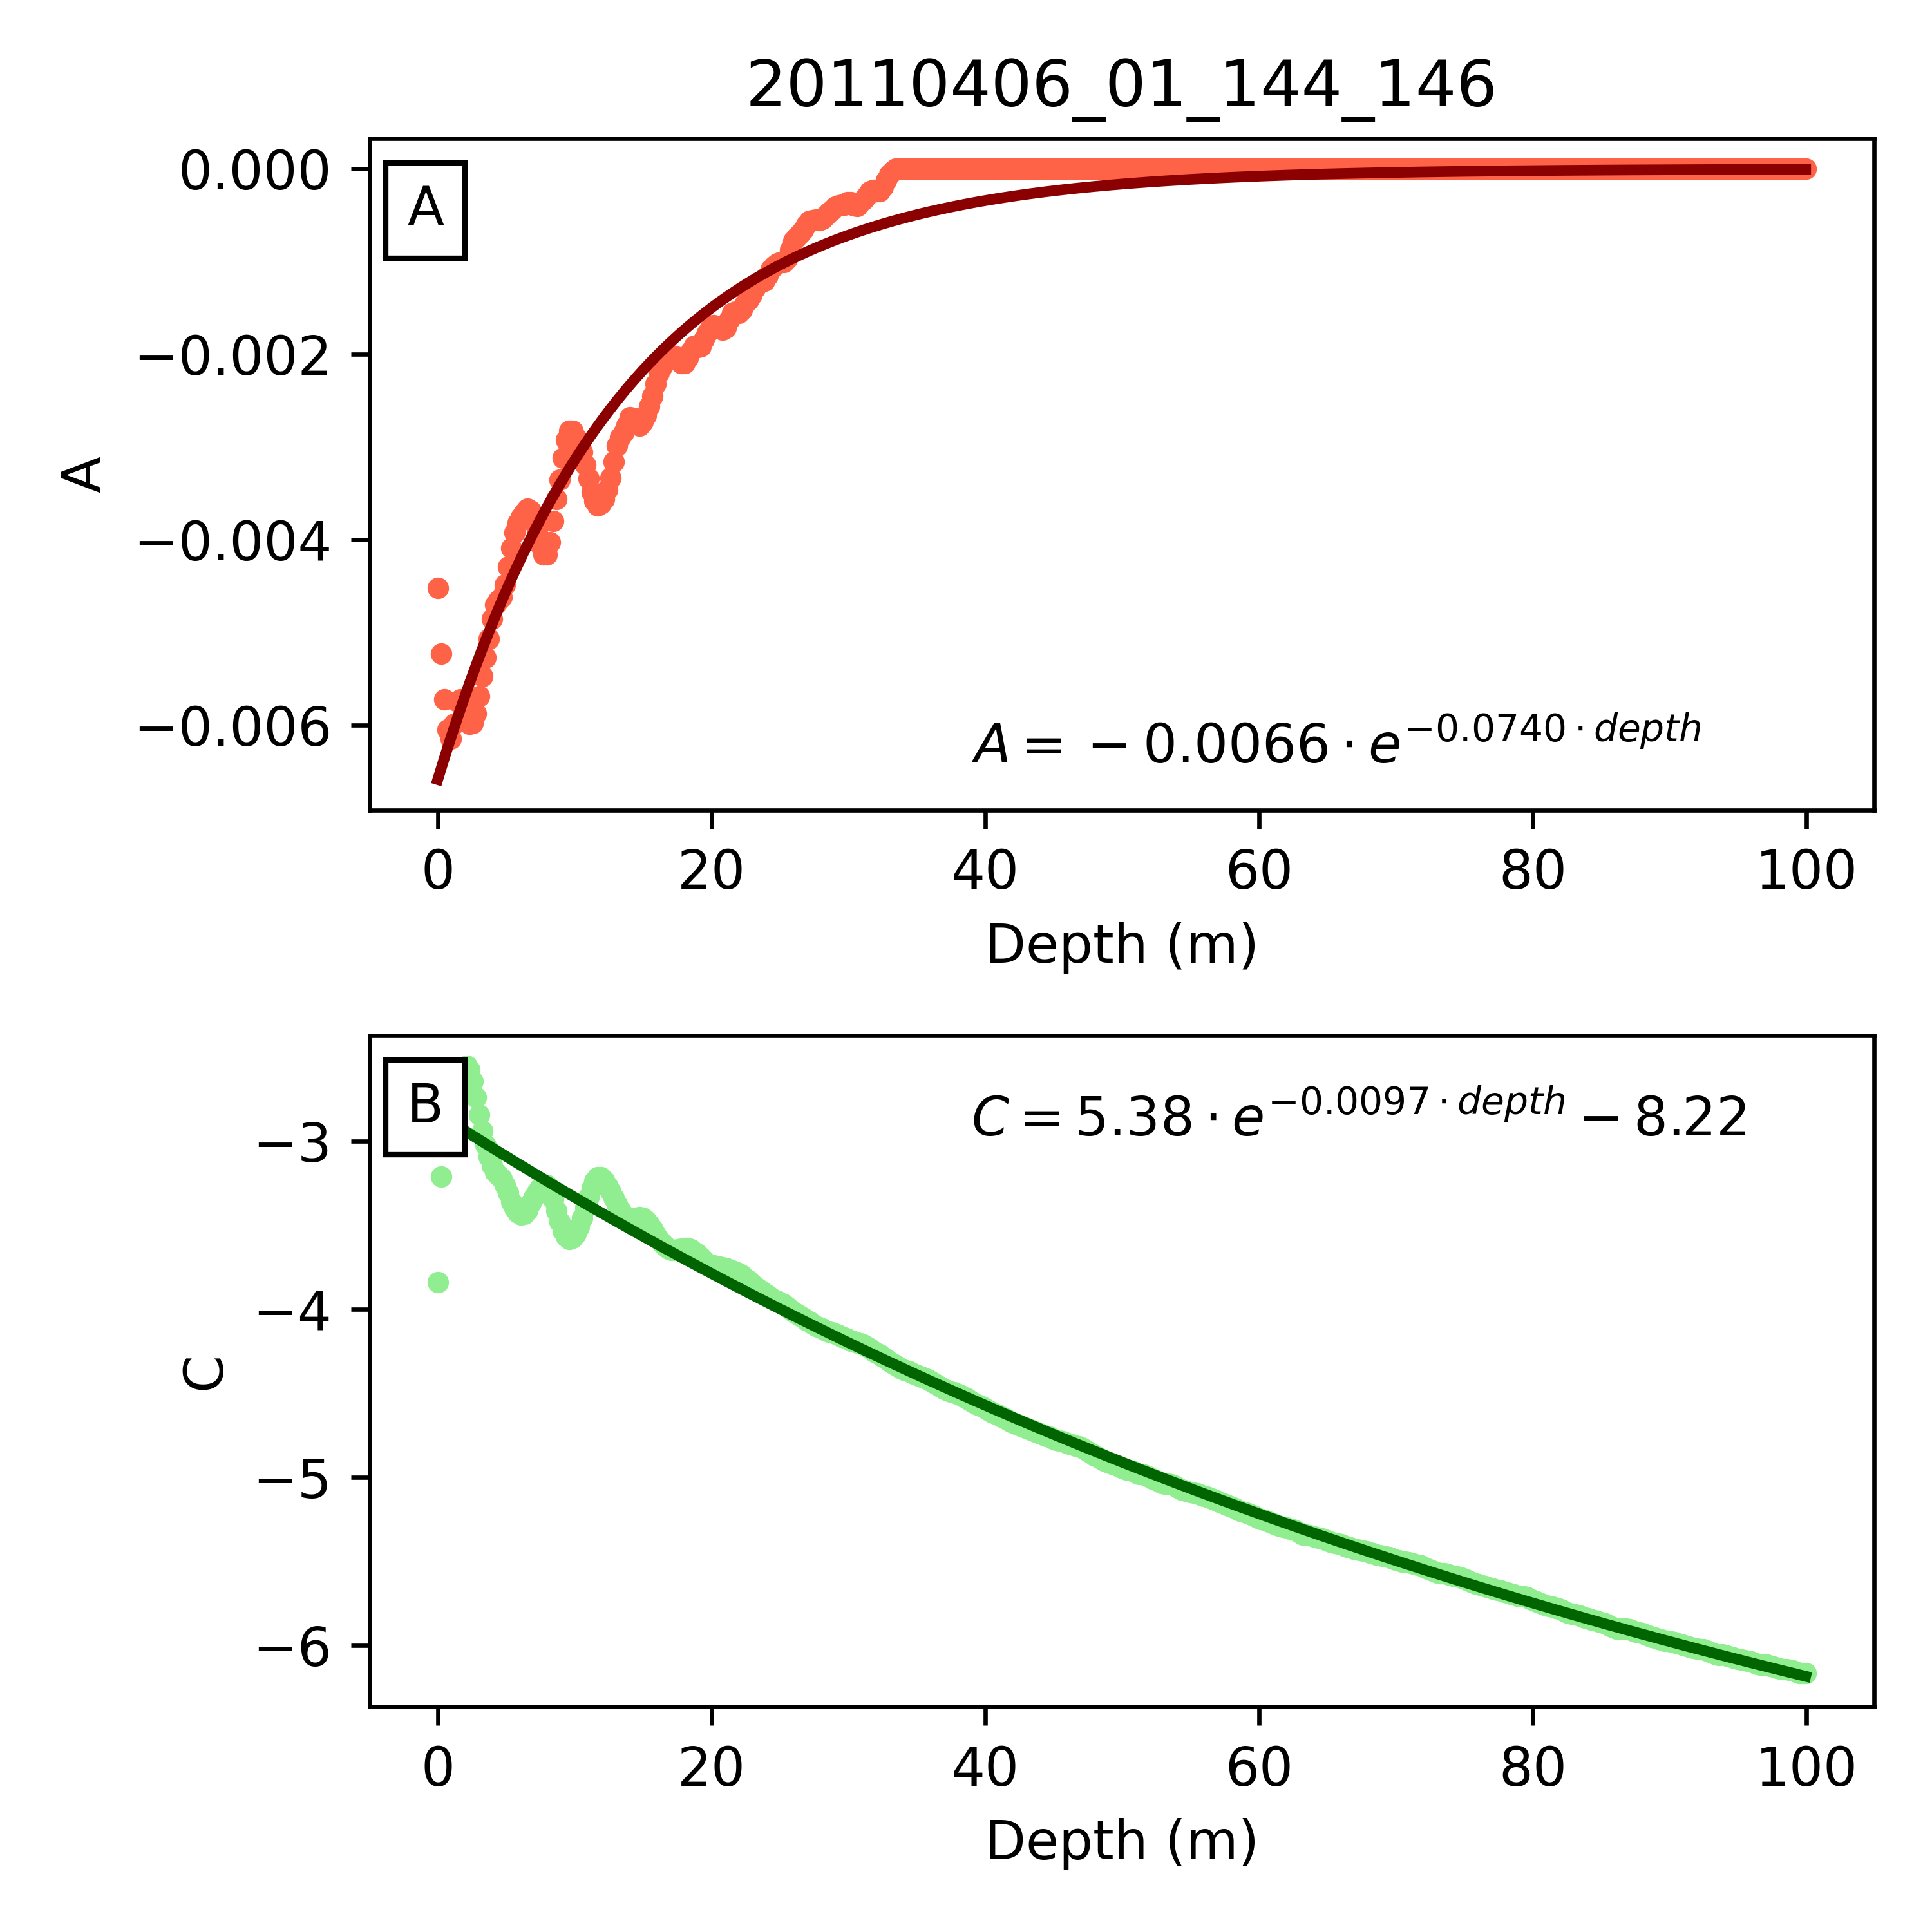 20110406_01_144_146
A
0.000
−0.002
−0.004
−0.006
A
A = −0.0066 · e^{−0.0740 · depth}
0 20 40 60 80 100
Depth (m)
B
C = 5.38 · e^{−0.0097 · depth} − 8.22
−3
−4
−5
−6
C
0 20 40 60 80 100
Depth (m)